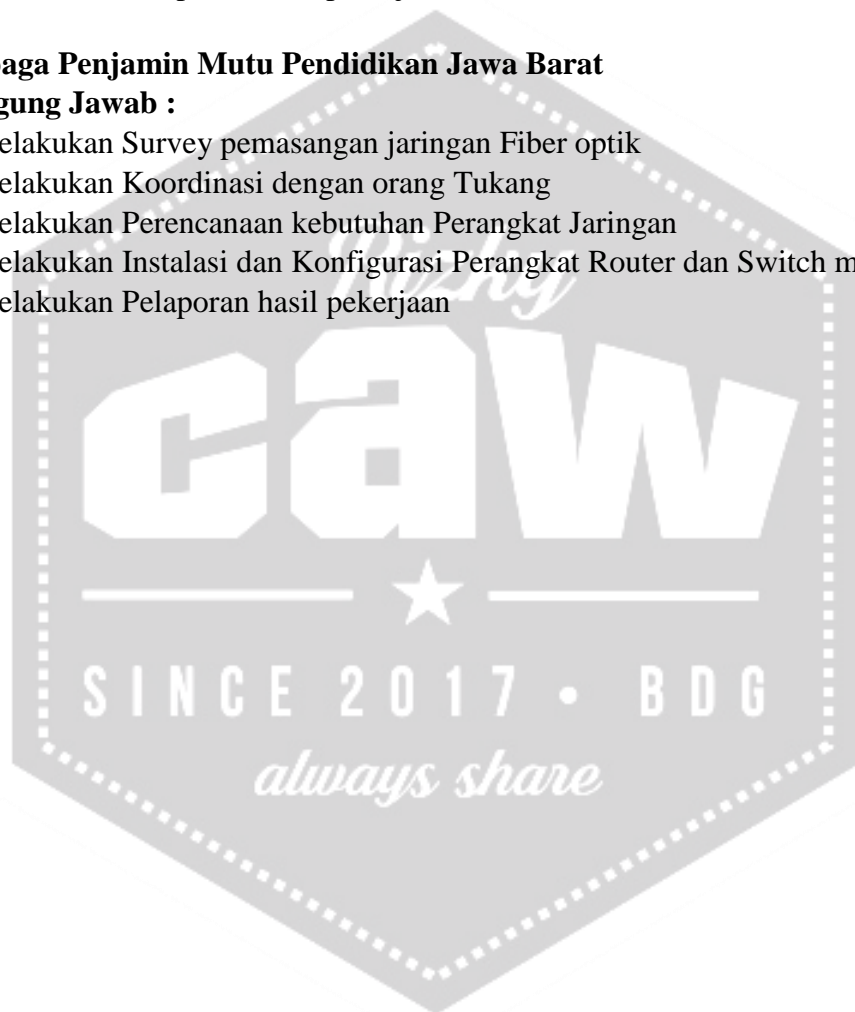 baga Penjamin Mutu Pendidikan Jawa Barat
gung Jawab :
elakukan Survey pemasangan jaringan Fiber optik
elakukan Koordinasi dengan orang Tukang
elakukan Perencanaan kebutuhan Perangkat Jaringan
elakukan Instalasi dan Konfigurasi Perangkat Router dan Switch m
elakukan Pelaporan hasil pekerjaan
Rizky
caw
SINCE 2017 • BDG
always share